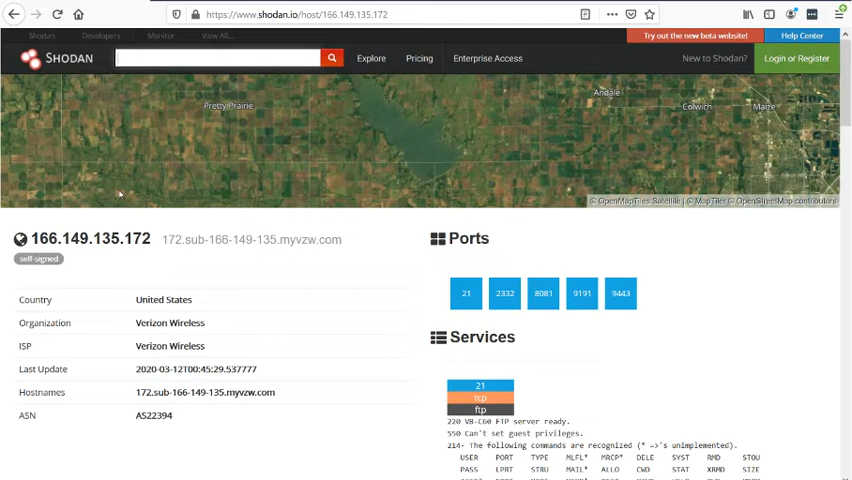 https://www.shodan.io/host/166.149.135.172
Shodan Developers Monitor View All... Try out the new beta website! Help Center
SHODAN Explore Pricing Enterprise Access New to Shodan? Login or Register
Pretty Prairie Andale Colwich Maize
© OpenMapTiles Satellite | © MapTiler © OpenStreetMap contributors
166.149.135.172 172.sub-166-149-135.myvzw.com
self-signed
Country United States
Organization Verizon Wireless
ISP Verizon Wireless
Last Update 2020-03-12T00:45:29.537777
Hostnames 172.sub-166-149-135.myvzw.com
ASN AS22394
Ports
21 2332 8081 9191 9443
Services
21
tcp
ftp
220 VB-C60 FTP server ready.
550 Can't set guest privileges.
214- The following commands are recognized (* =>'s unimplemented).
USER PORT TYPE MLFL* MRCP* DELE SYST RMD STOU
PASS LPRT STRU MAIL* ALLO CWD STAT XRMD SIZE